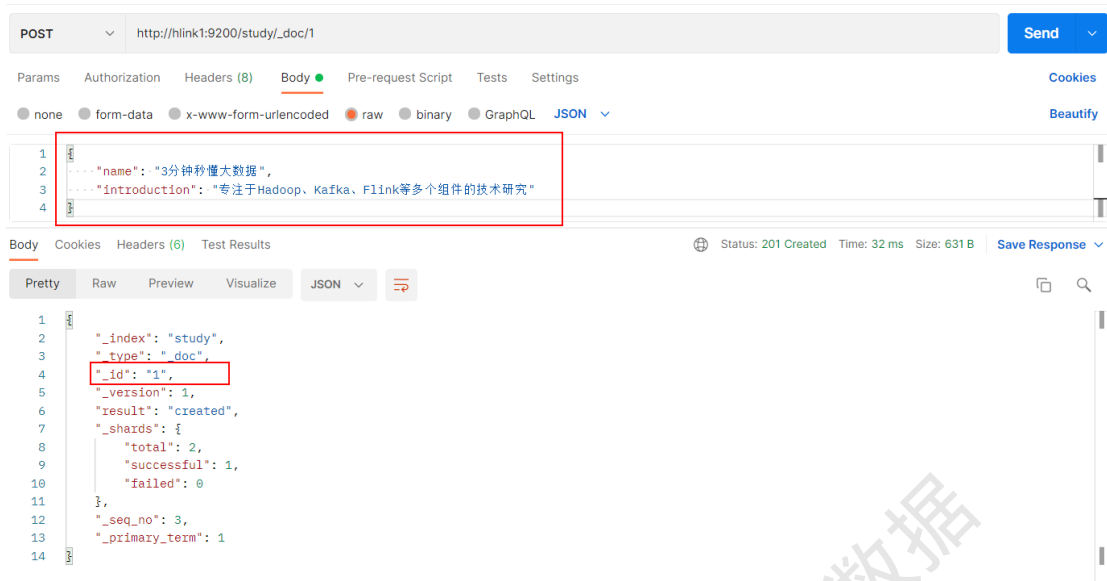 POST http://hlink1:9200/study/_doc/1 Send
Params Authorization Headers (8) Body Pre-request Script Tests Settings Cookies
none form-data x-www-form-urlencoded raw binary GraphQL JSON Beautify
1 {
2 "name": "3分钟秒懂大数据",
3 "introduction": "专注于Hadoop、Kafka、Flink等多个组件的技术研究"
4 }
Body Cookies Headers (6) Test Results Status: 201 Created Time: 32 ms Size: 631 B Save Response
Pretty Raw Preview Visualize JSON
1 {
2 "_index": "study",
3 "_type": "_doc",
4 "_id": "1",
5 "_version": 1,
6 "result": "created",
7 "_shards": {
8 "total": 2,
9 "successful": 1,
10 "failed": 0
11 },
12 "_seq_no": 3,
13 "_primary_term": 1
14 }
数据